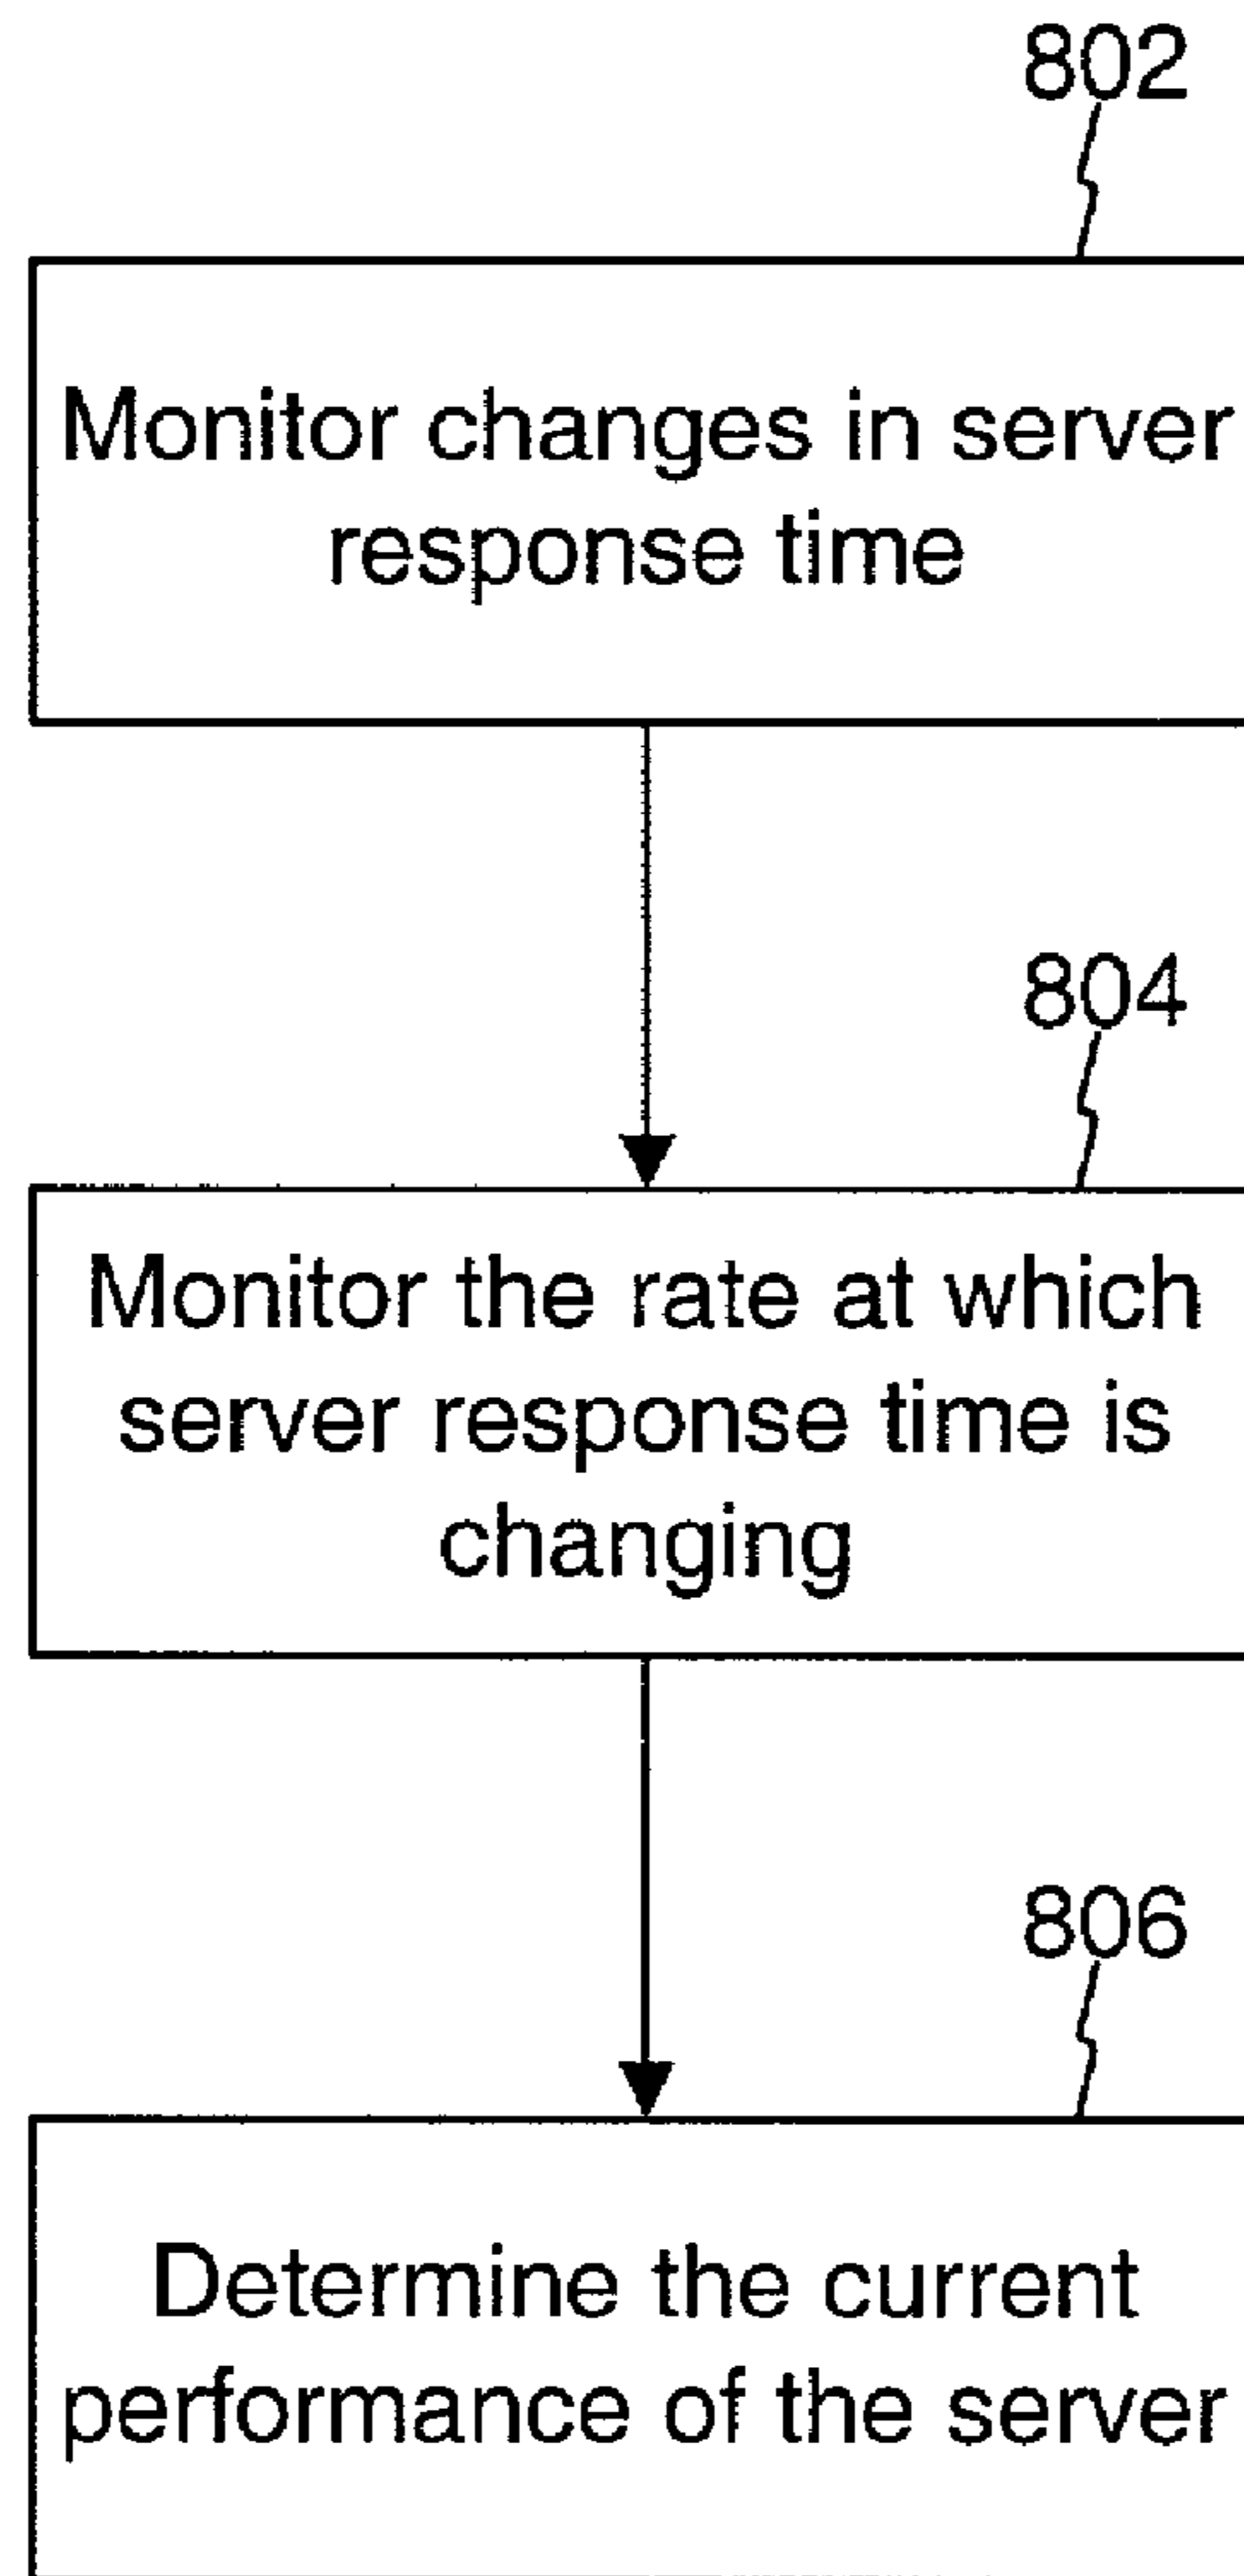 802
Monitor changes in server
response time
804
Monitor the rate at which
server response time is
changing
806
Determine the current
performance of the server